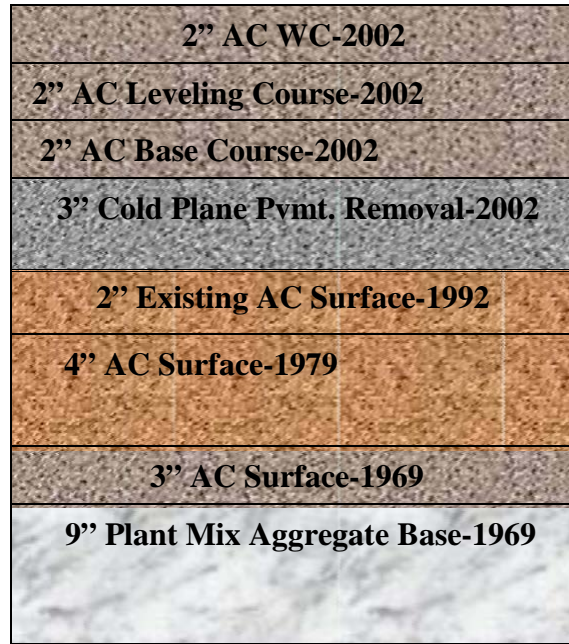 2” AC WC-2002
2” AC Leveling Course-2002
2” AC Base Course-2002
3” Cold Plane Pvmt. Removal-2002
2” Existing AC Surface-1992
4” AC Surface-1979
3” AC Surface-1969
9” Plant Mix Aggregate Base-1969